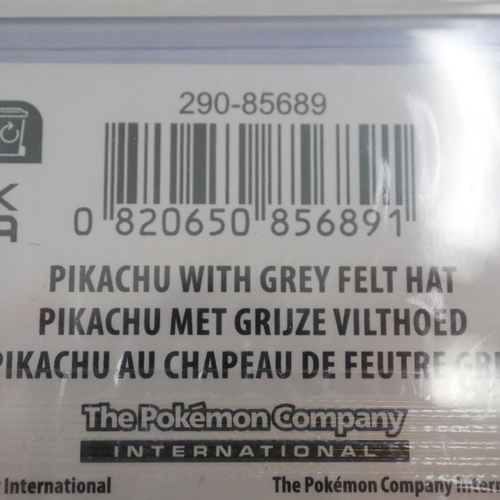 290-85689
K
A
0 820650 856891
PIKACHU WITH GREY FELT HAT
PIKACHU MET GRIJZE VILTHOED
PIKACHU AU CHAPEAU DE FEUTRE
The Pokémon Company
INTERNATIONAL
International
The Pokémon Company